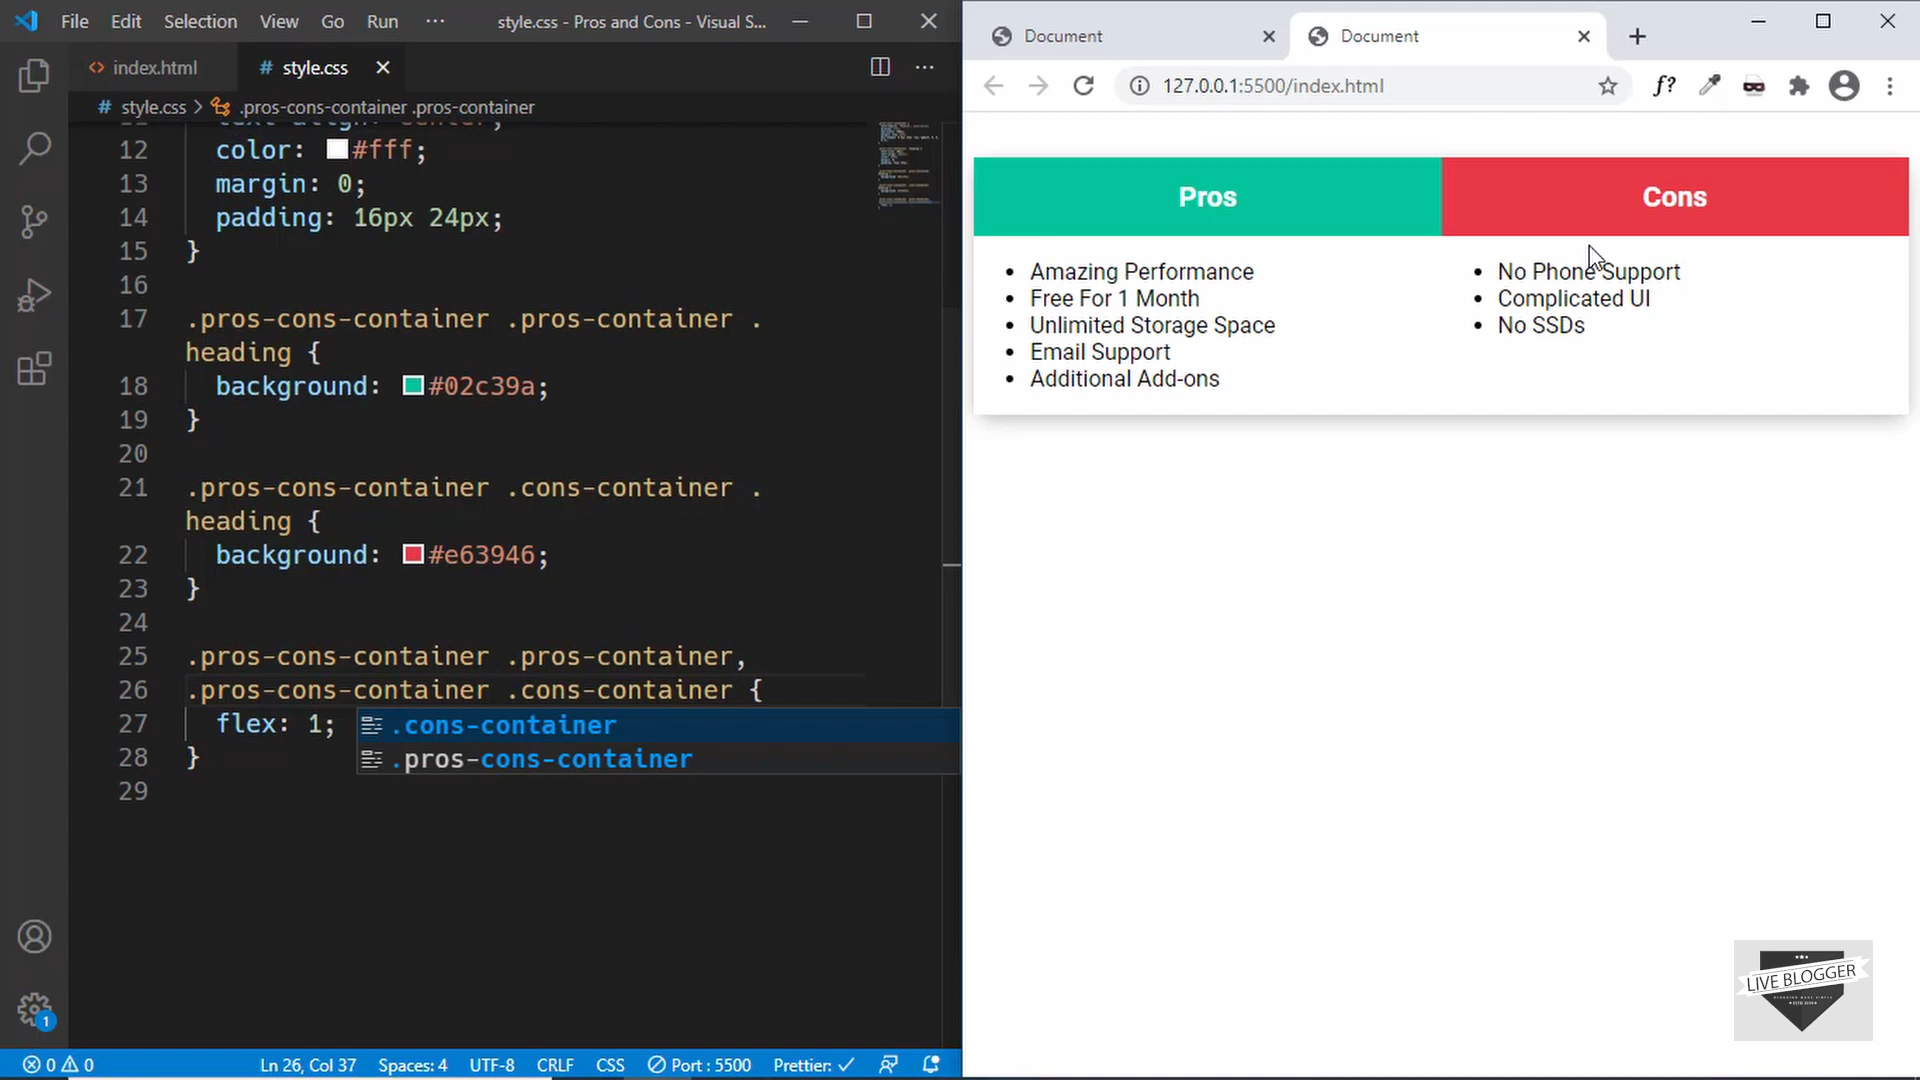 File Edit Selection View Go Run ··· style.css - Pros and Cons - Visual S...
index.html # style.css
# style.css > .pros-cons-container .pros-container
12 color: #fff;
13 margin: 0;
14 padding: 16px 24px;
15 }
16
17 .pros-cons-container .pros-container .
heading {
18 background: #02c39a;
19 }
20
21 .pros-cons-container .cons-container .
heading {
22 background: #e63946;
23 }
24
25 .pros-cons-container .pros-container,
26 .pros-cons-container .cons-container {
27 flex: 1;
.cons-container
28 }
.pros-cons-container
29
1
0 0 Ln 26, Col 37 Spaces: 4 UTF-8 CRLF CSS Port : 5500 Prettier: ✓
Document Document
127.0.0.1:5500/index.html f?
Pros
Amazing Performance
Free For 1 Month
Unlimited Storage Space
Email Support
Additional Add-ons
Cons
No Phone Support
Complicated UI
No SSDs
LIVE BLOGGER